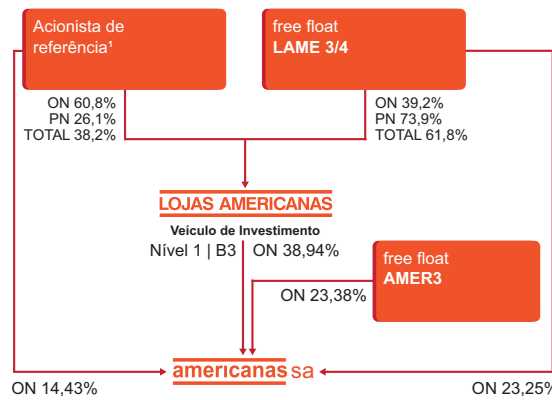 Acionista de
referência¹
free float
LAME 3/4
ON 60,8%
PN 26,1%
TOTAL 38,2%
ON 39,2%
PN 73,9%
TOTAL 61,8%
LOJAS AMERICANAS
Veículo de Investimento
Nível 1 | B3
ON 38,94%
free float
AMER3
ON 23,38%
americanas sa
ON 14,43%
ON 23,25%